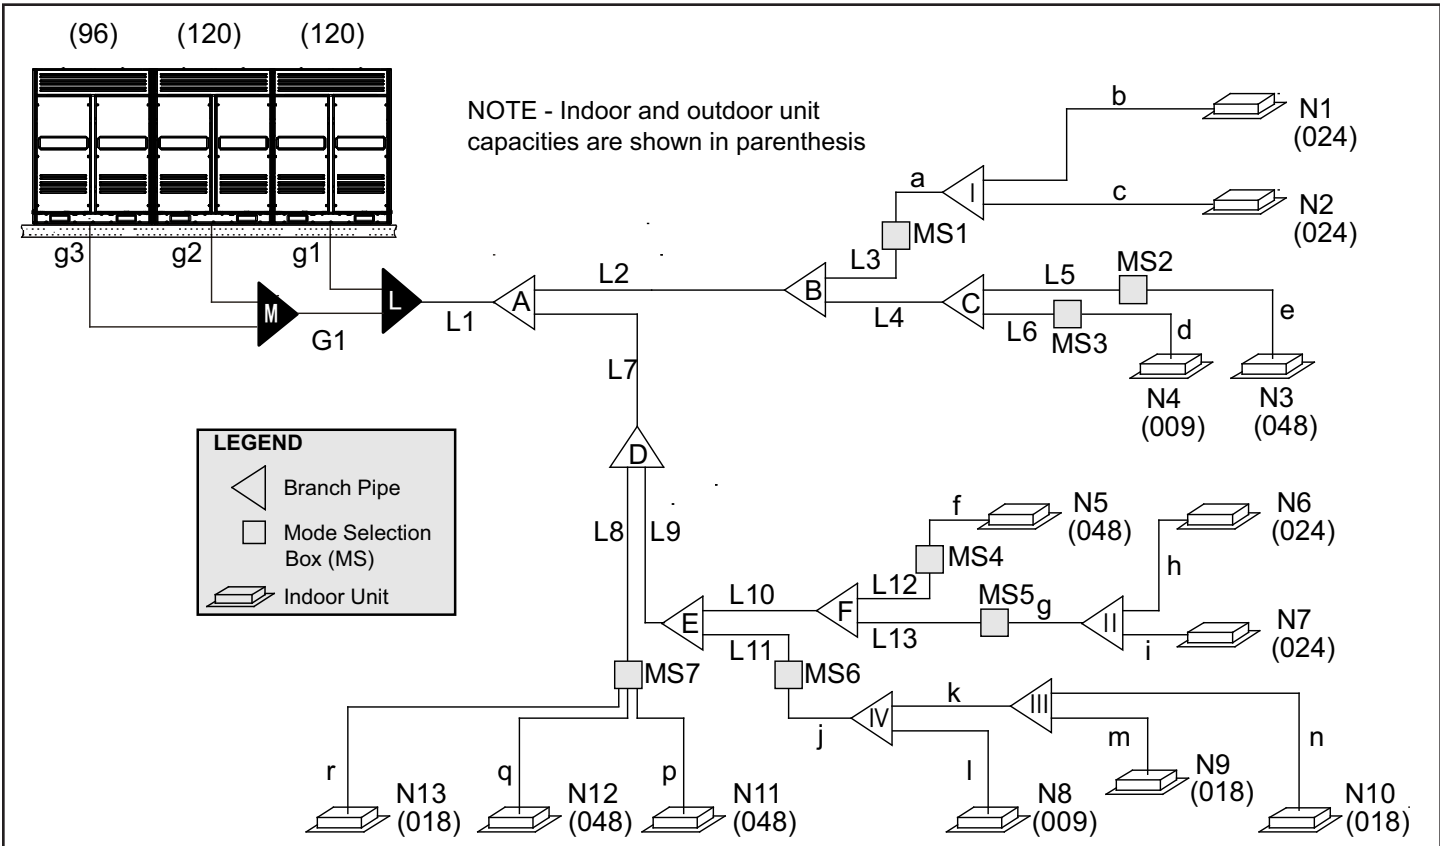 (96) (120) (120)
NOTE - Indoor and outdoor unit
capacities are shown in parenthesis
g3 g2 g1
M
G1
L
L1
A
L2
B
L3
MS1
a
I
b
N1
(024)
c
N2
(024)
L4
C
L5
MS2
e
L6
MS3
d
N4
(009)
N3
(048)
L7
D
L8 L9
LEGEND
Branch Pipe
Mode Selection
Box (MS)
Indoor Unit
E
L10
F
L12
MS4
f
N5
(048)
L13
MS5
g
II
h
N6
(024)
i
N7
(024)
L11
MS6
j
IV
k
III
m
n
l
N8
(009)
N9
(018)
N10
(018)
MS7
r
q
p
N13
(018)
N12
(048)
N11
(048)